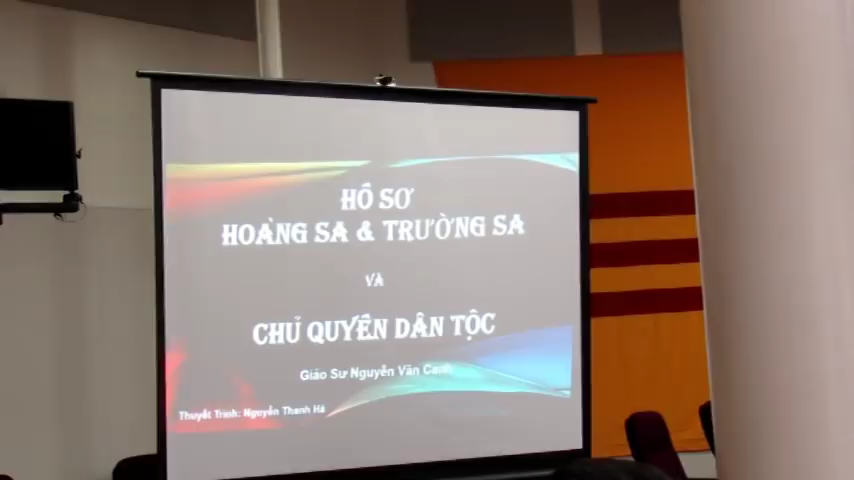 HỒ SƠ
HOÀNG SA & TRƯỜNG SA
VÀ
CHỦ QUYỀN DÂN TỘC
Giáo Sư Nguyễn Văn Canh
Thuyết Trình: Nguyễn Thanh Hà